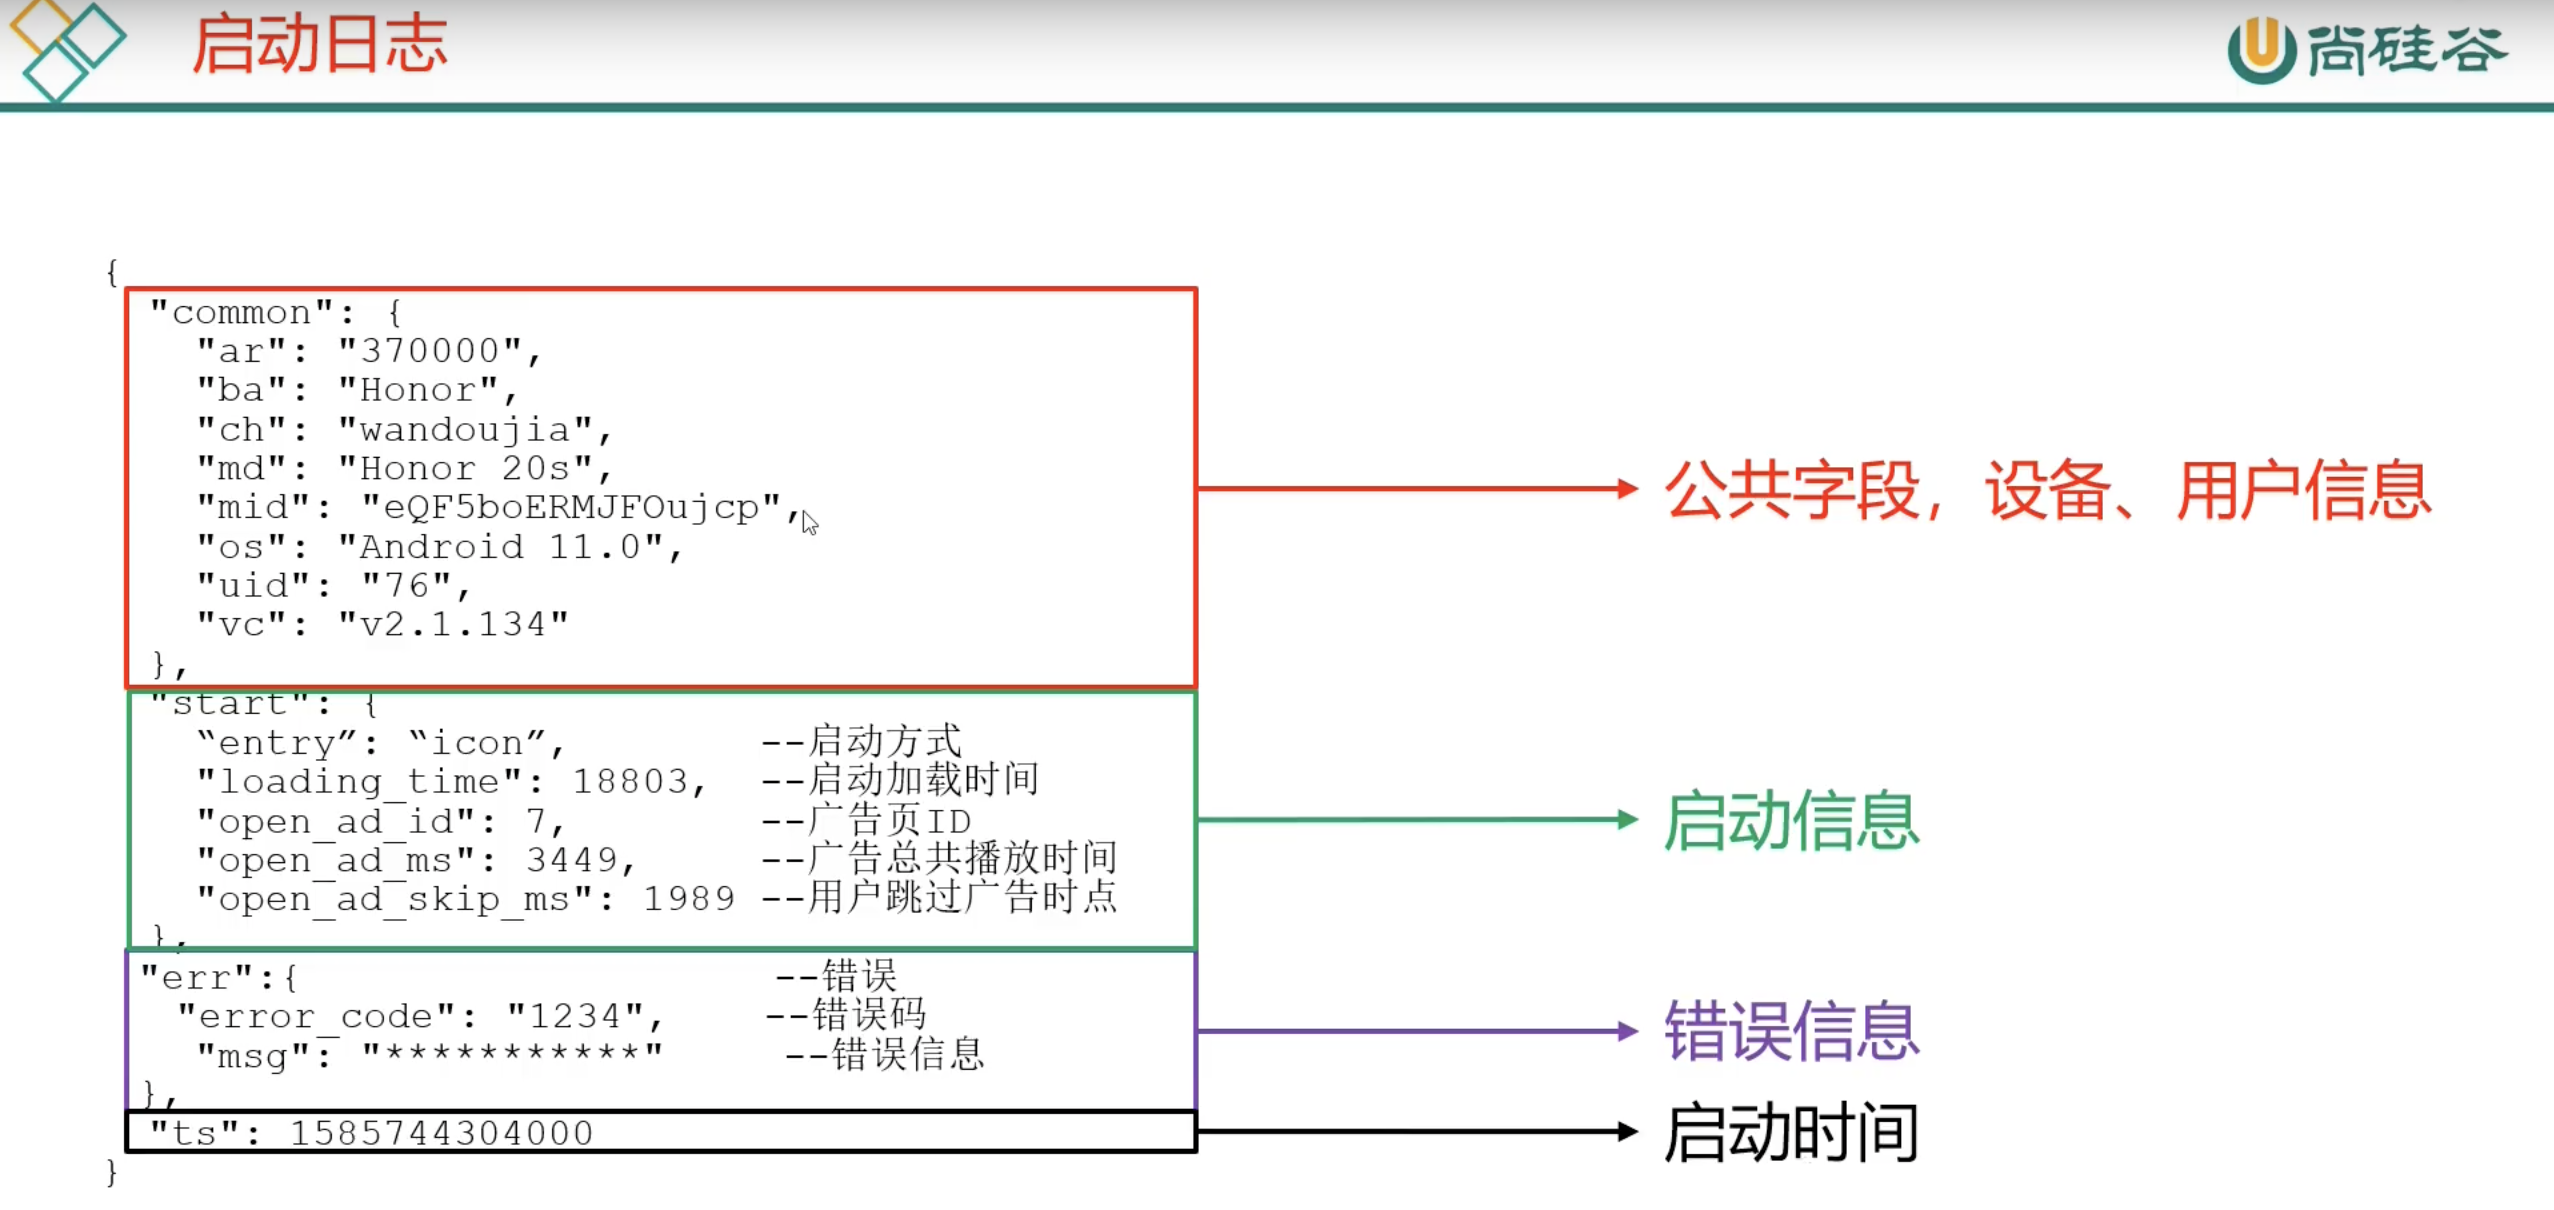 启动日志
尚硅谷
{
"common": {
"ar": "370000",
"ba": "Honor",
"ch": "wandoujia",
"md": "Honor 20s",
"mid": "eQF5boERMJFOujcp",
"os": "Android 11.0",
"uid": "76",
"vc": "v2.1.134"
},
公共字段，设备、用户信息
"start": {
“entry”: “icon”, --启动方式
"loading_time": 18803, --启动加载时间
"open_ad_id": 7, --广告页ID
"open_ad_ms": 3449, --广告总共播放时间
"open_ad_skip_ms": 1989 --用户跳过广告时点
},
启动信息
"err":{ --错误
"error_code": "1234", --错误码
"msg": "***********" --错误信息
},
错误信息
"ts": 1585744304000
启动时间
}